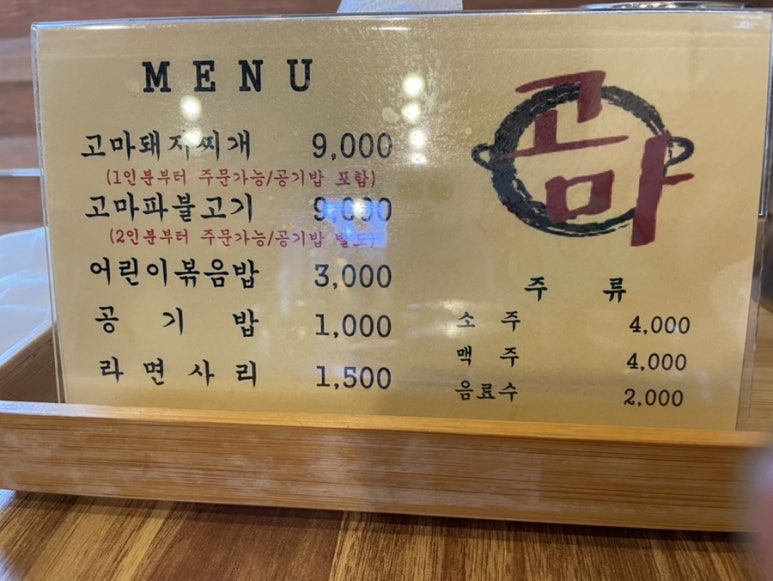 MENU
고마돼지찌개 9,000
(1인분부터 주문가능/공기밥 포함)
고마파불고기 9,000
(2인분부터 주문가능/공기밥 별도)
어린이볶음밥 3,000
공기밥 1,000
라면사리 1,500
고마
주류
소주 4,000
맥주 4,000
음료수 2,000